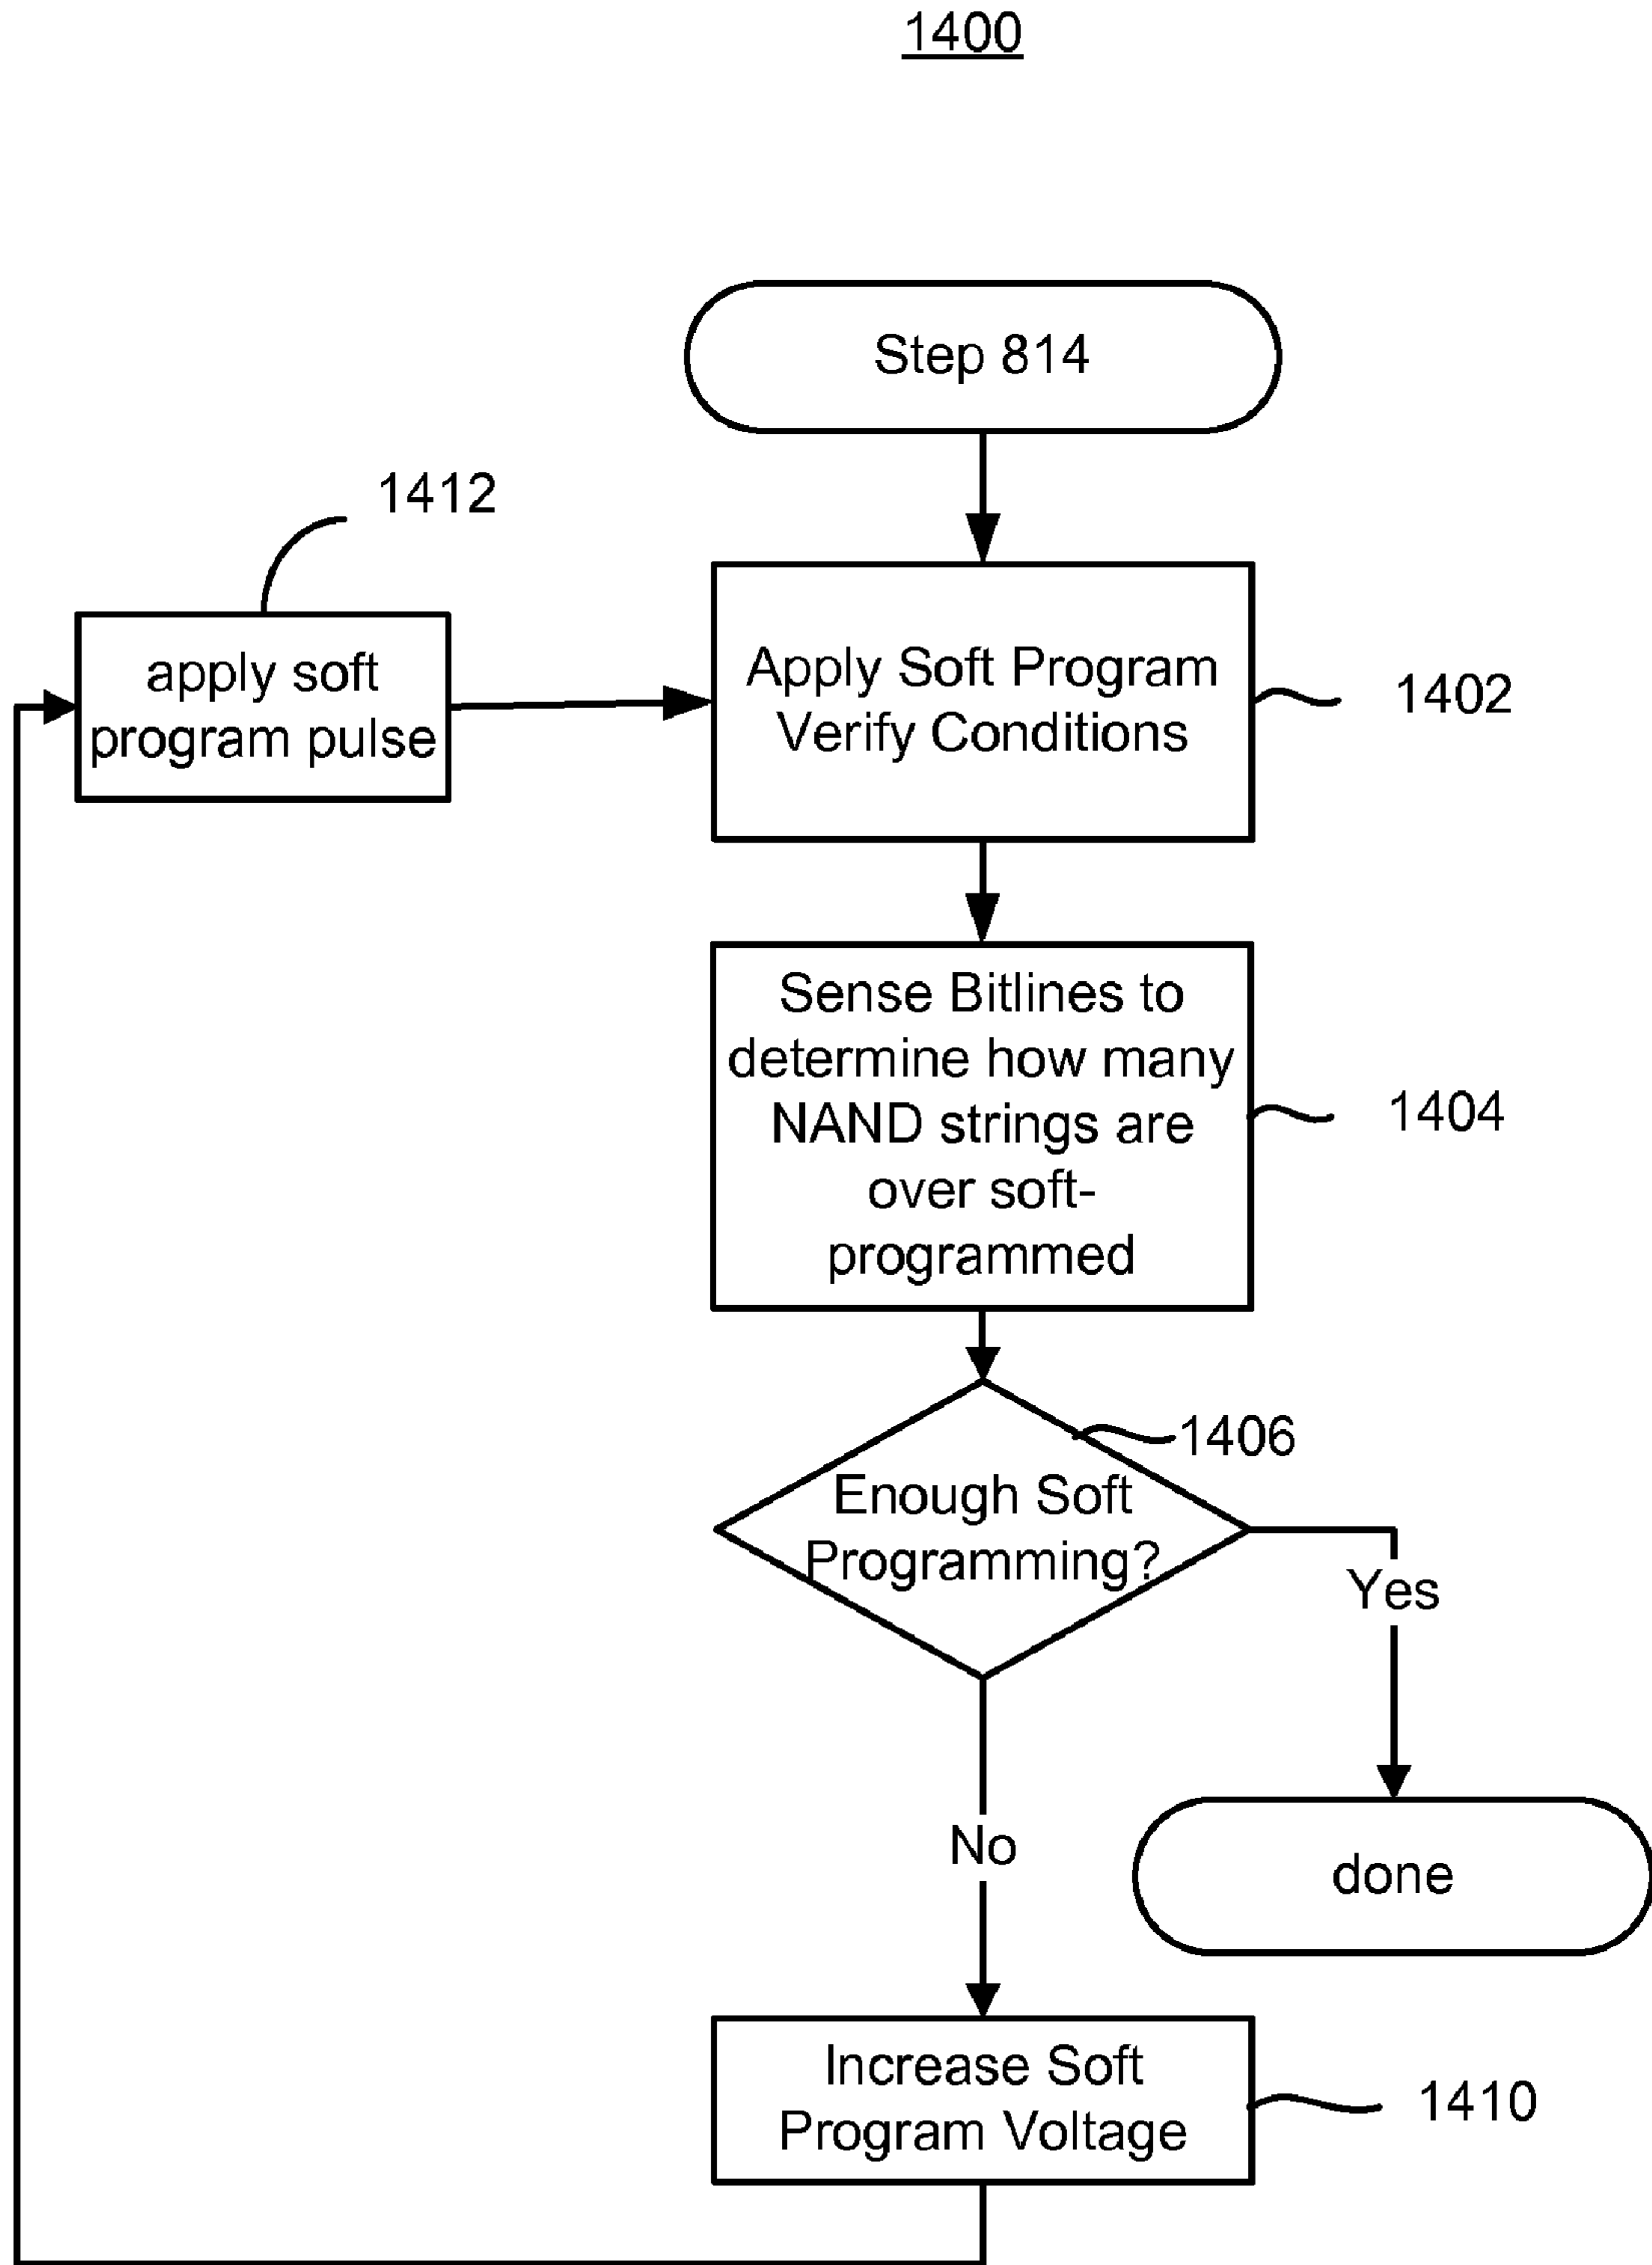 1400
Step 814
1412
apply soft
program pulse
Apply Soft Program
Verify Conditions
1402
Sense Bitlines to
determine how many
NAND strings are
over soft-
programmed
1404
1406
Enough Soft
Programming?
Yes
No
done
Increase Soft
Program Voltage
1410